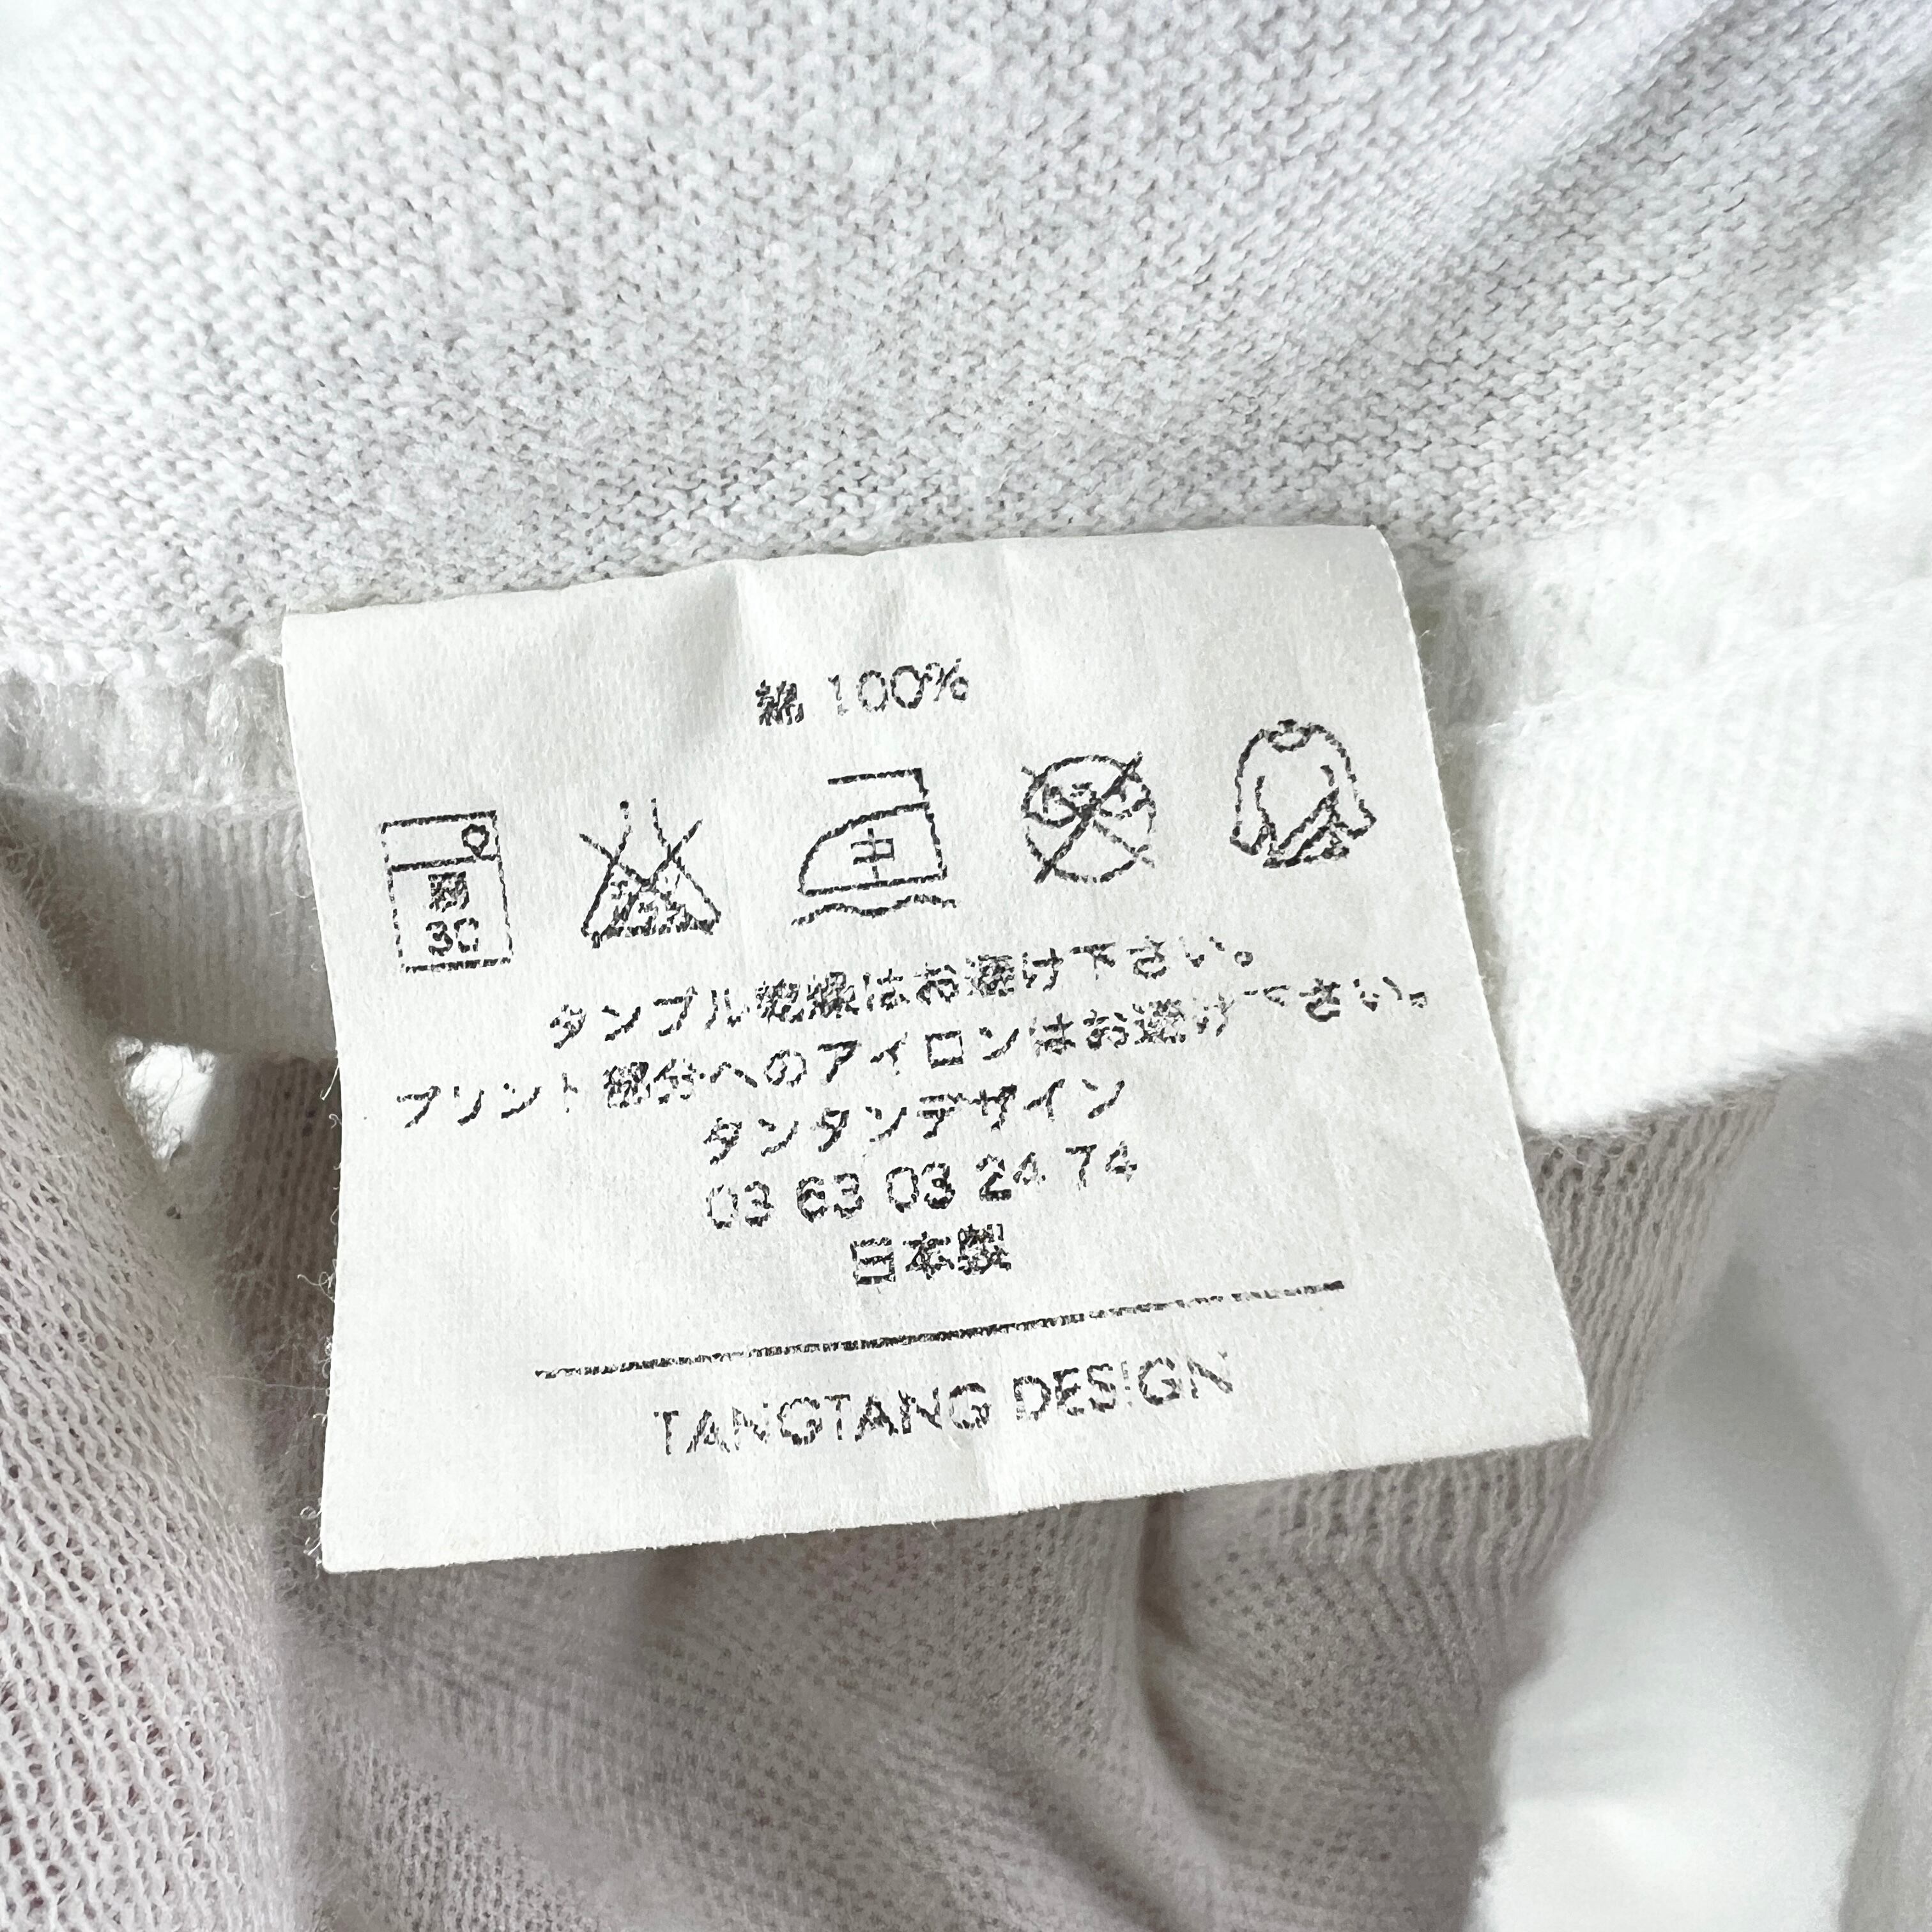 綿 100%
弱
30
中
タンブル乾燥はお避け下さい。
プリント部分へのアイロンはお避け下さい。
タンタンデザイン
03 63 03 24 74
日本製
TANGTANG DESIGN